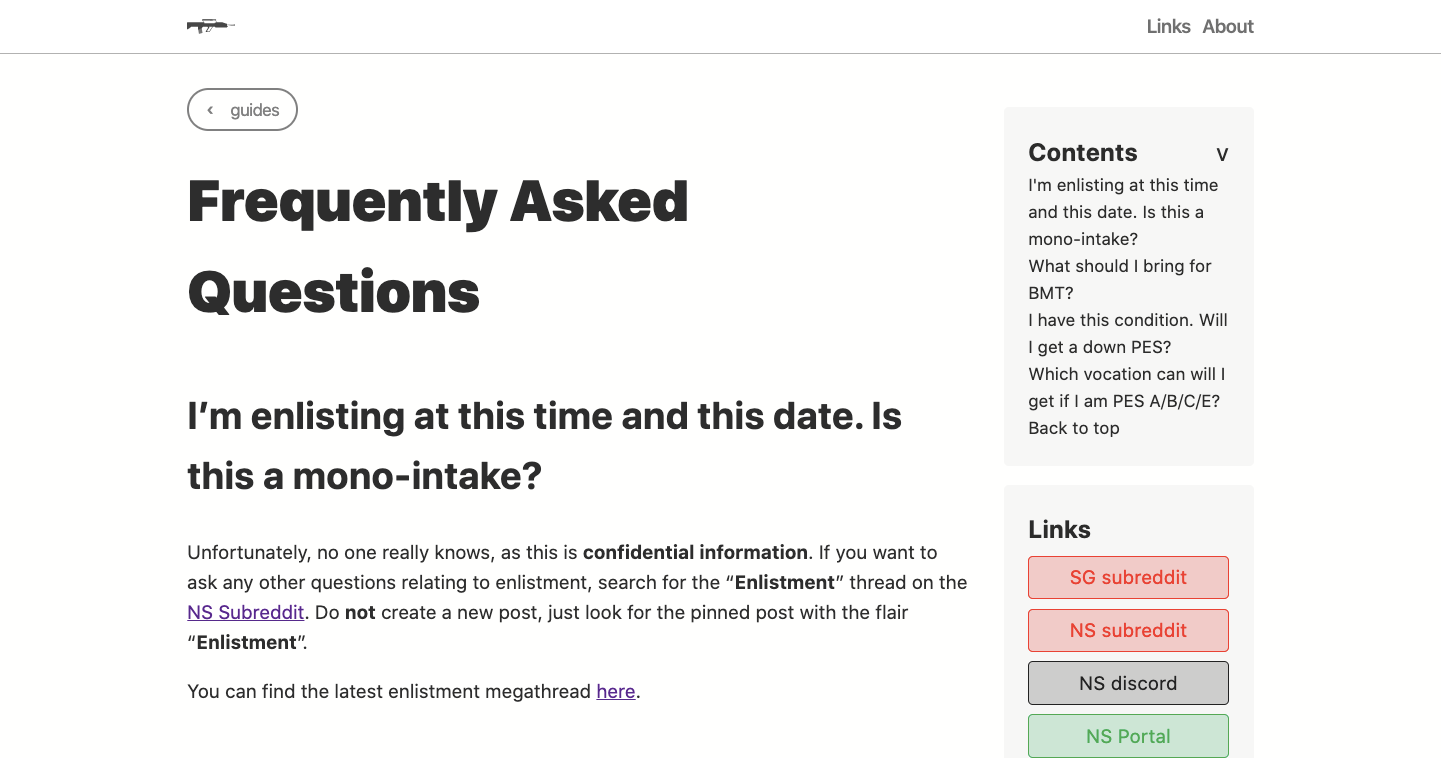 Links About
‹ guides
Frequently Asked
Questions
I’m enlisting at this time and this date. Is
this a mono-intake?
Unfortunately, no one really knows, as this is confidential information. If you want to
ask any other questions relating to enlistment, search for the “Enlistment” thread on the
NS Subreddit. Do not create a new post, just look for the pinned post with the flair
“Enlistment”.
You can find the latest enlistment megathread here.
Contents V
I'm enlisting at this time
and this date. Is this a
mono-intake?
What should I bring for
BMT?
I have this condition. Will
I get a down PES?
Which vocation can will I
get if I am PES A/B/C/E?
Back to top
Links
SG subreddit
NS subreddit
NS discord
NS Portal